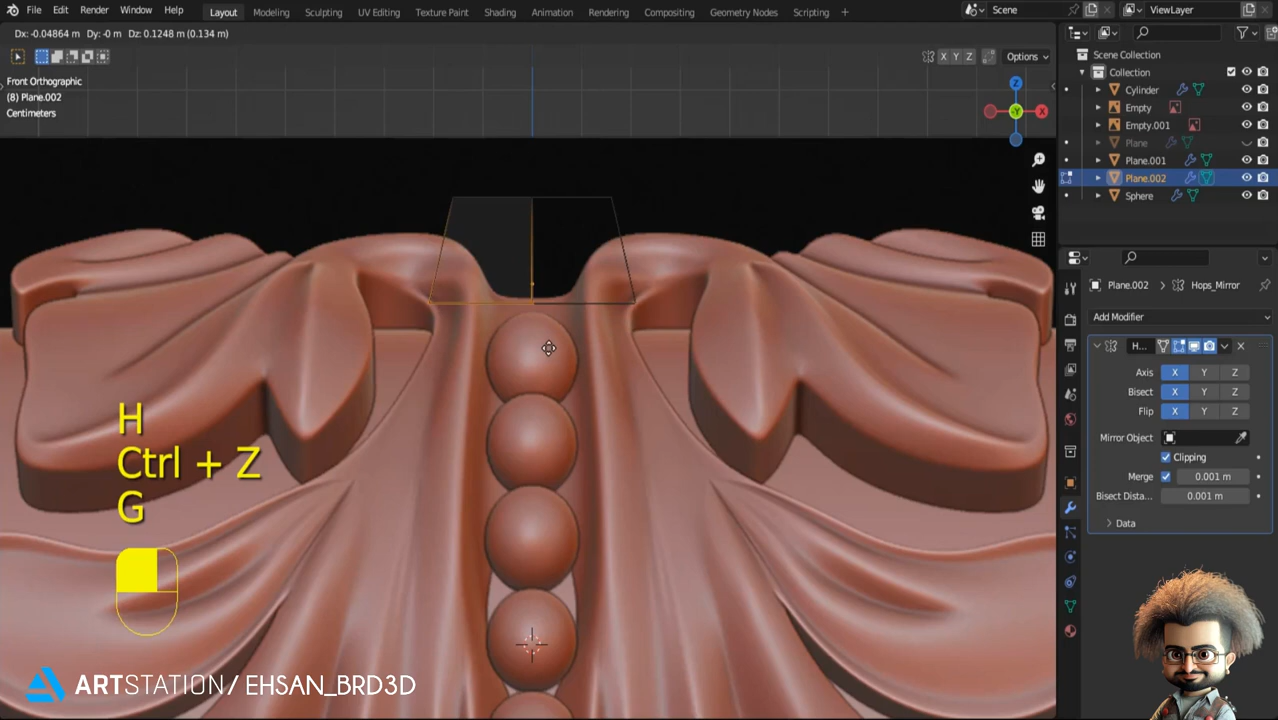 File Edit Render Window Help Layout Modeling Sculpting UV Editing Texture Paint Shading Animation Rendering Compositing Geometry Nodes Scripting + Scene ViewLayer
Dx: -0.04864 m Dy: -0 m Dz: 0.1248 m (0.134 m)
X Y Z Options
Front Orthographic
(8) Plane.002
Centimeters
Z
X
-Y
Scene Collection
Collection
Cylinder
Empty
Empty.001
Plane
Plane.001
Plane.002
Sphere
Plane.002 Hops_Mirror
Add Modifier
H...
Axis X Y Z
Bisect X Y Z
Flip X Y Z
Mirror Object
Clipping
Merge 0.001 m
Bisect Dista... 0.001 m
Data
H
Ctrl + Z
G
ARTSTATION / EHSAN_BRD3D